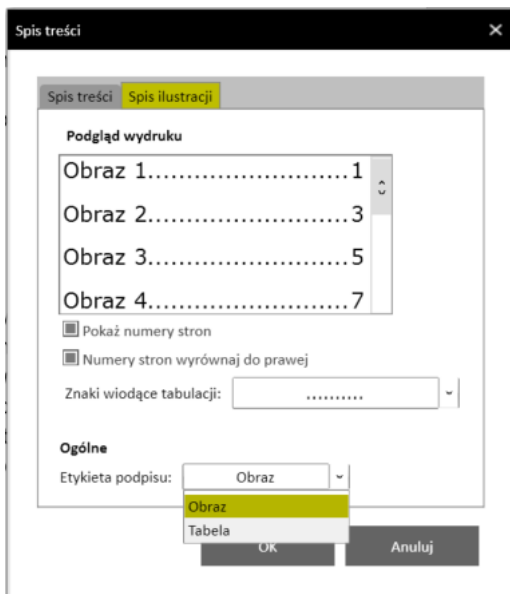 Spis treści
Spis treści Spis ilustracji
Podgląd wydruku
Obraz 1.........................1
Obraz 2.........................3
Obraz 3.........................5
Obraz 4.........................7
Pokaż numery stron
Numery stron wyrównaj do prawej
Znaki wiodące tabulacji: ..........
Ogólne
Etykieta podpisu: Obraz
Obraz
Tabela
OK Anuluj